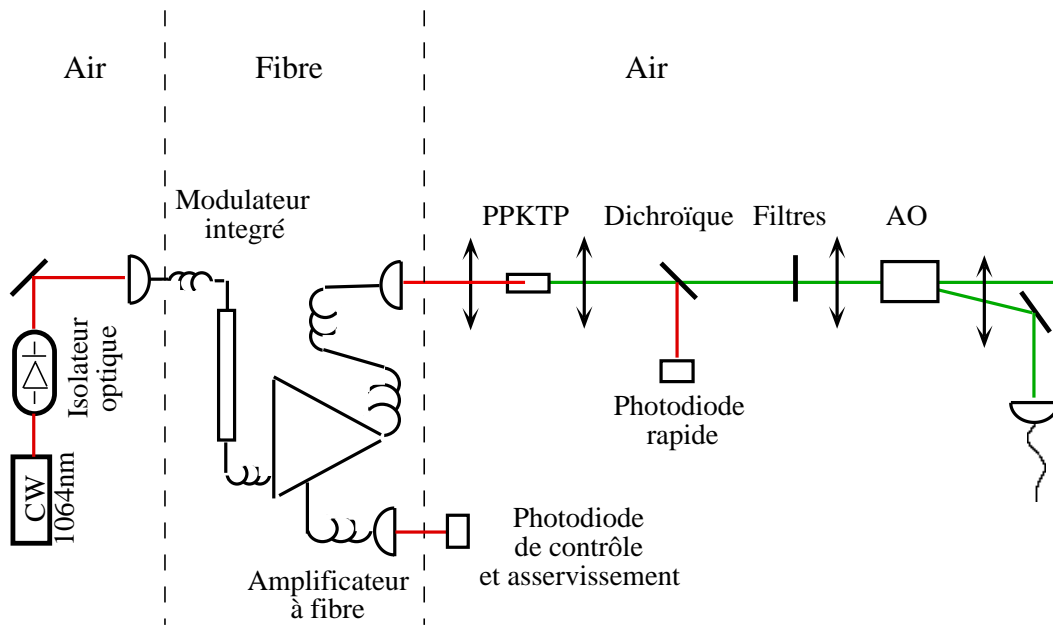 Air
Fibre
Air
Modulateur
integré
PPKTP
Dichroïque
Filtres
AO
Isolateur
optique
CW
1064nm
Photodiode
rapide
Photodiode
de contrôle
et asservissement
Amplificateur
à fibre